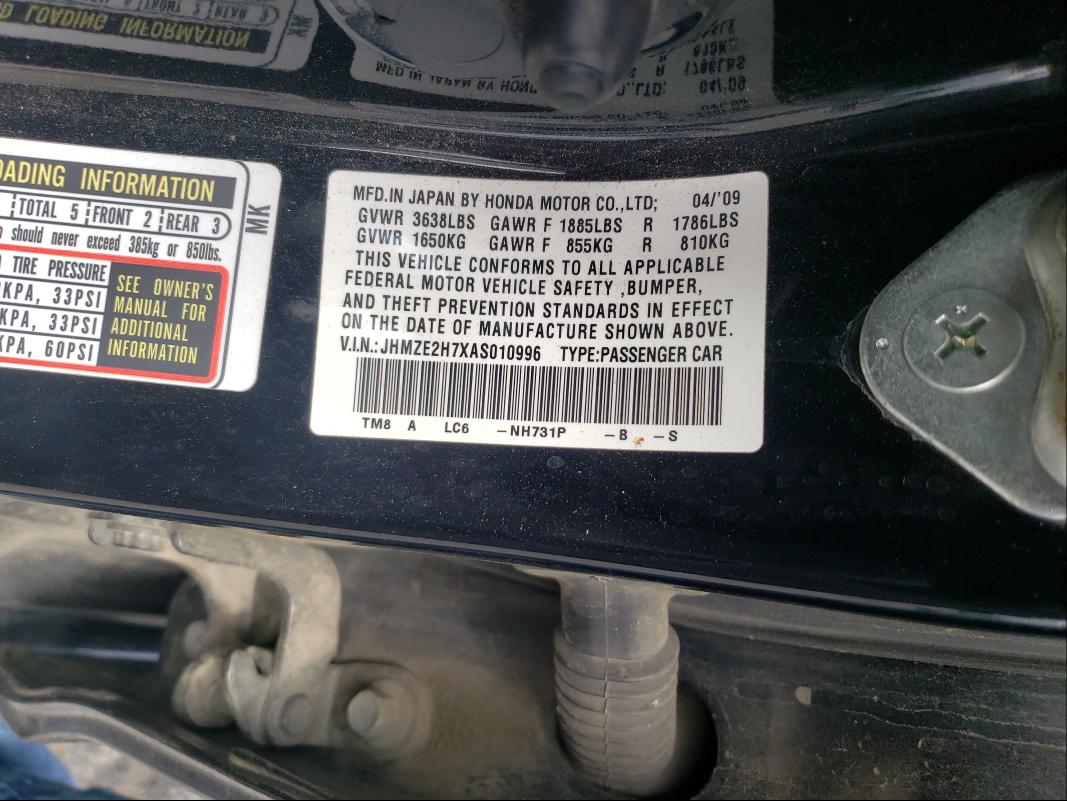 OADING INFORMATION
TOTAL 5 FRONT 2 REAR 3
should never exceed 385kg or 850lbs.
TIRE PRESSURE
KPA, 33PSI
KPA, 33PSI
KPA, 60PSI
SEE OWNER'S
MANUAL FOR
ADDITIONAL
INFORMATION
MK
MFD.IN JAPAN BY HONDA MOTOR CO.,LTD; 04/'09
GVWR 3638LBS GAWR F 1885LBS R 1786LBS
GVWR 1650KG GAWR F 855KG R 810KG
THIS VEHICLE CONFORMS TO ALL APPLICABLE
FEDERAL MOTOR VEHICLE SAFETY ,BUMPER,
AND THEFT PREVENTION STANDARDS IN EFFECT
ON THE DATE OF MANUFACTURE SHOWN ABOVE.
V.I.N.:JHMZE2H7XAS010996 TYPE:PASSENGER CAR
TM8 A LC6 -NH731P -B -S